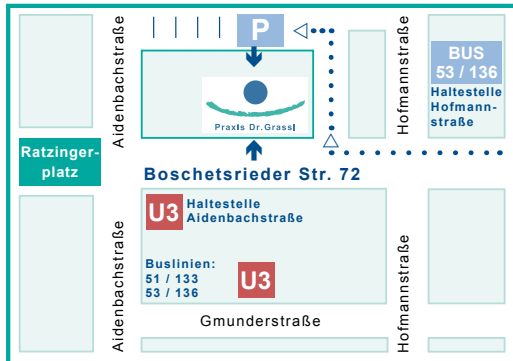 Aidenbachstraße
P
Hofmannstraße
BUS
53 / 136
Haltestelle
Hofmann-
straße
Praxis Dr.Grassl
Ratzinger-
platz
Boschetsrieder Str. 72
U3
Haltestelle
Aidenbachstraße
Aidenbachstraße
Buslinien:
51 / 133
53 / 136
U3
Hofmannstraße
Gmunderstraße